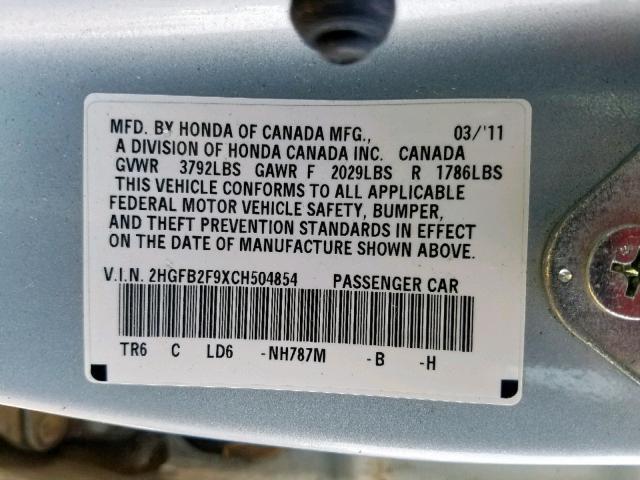 MFD. BY HONDA OF CANADA MFG., 03/'11
A DIVISION OF HONDA CANADA INC. CANADA
GVWR 3792LBS GAWR F 2029LBS R 1786LBS
THIS VEHICLE CONFORMS TO ALL APPLICABLE
FEDERAL MOTOR VEHICLE SAFETY, BUMPER,
AND THEFT PREVENTION STANDARDS IN EFFECT
ON THE DATE OF MANUFACTURE SHOWN ABOVE.
V.I.N. 2HGFB2F9XCH504854 PASSENGER CAR
TR6 C LD6 -NH787M -B -H